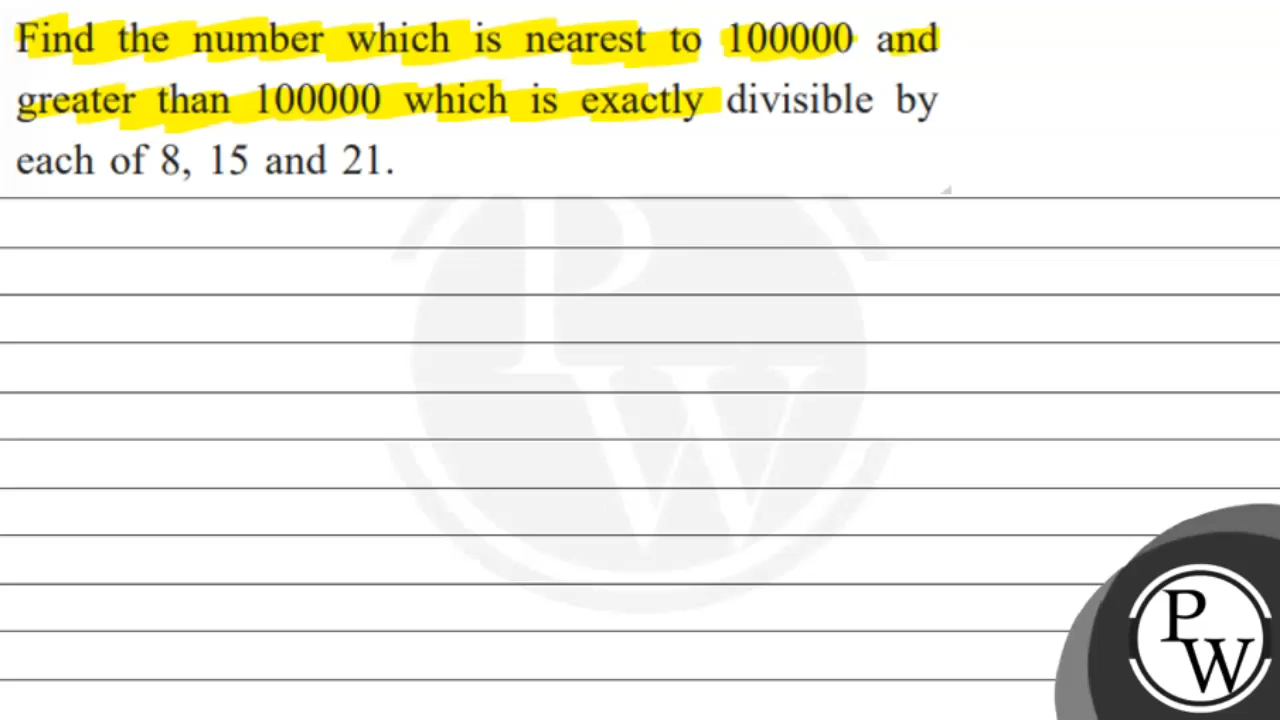 Find the number which is nearest to 100000 and
greater than 100000 which is exactly divisible by
each of 8, 15 and 21.
P
W
P
W